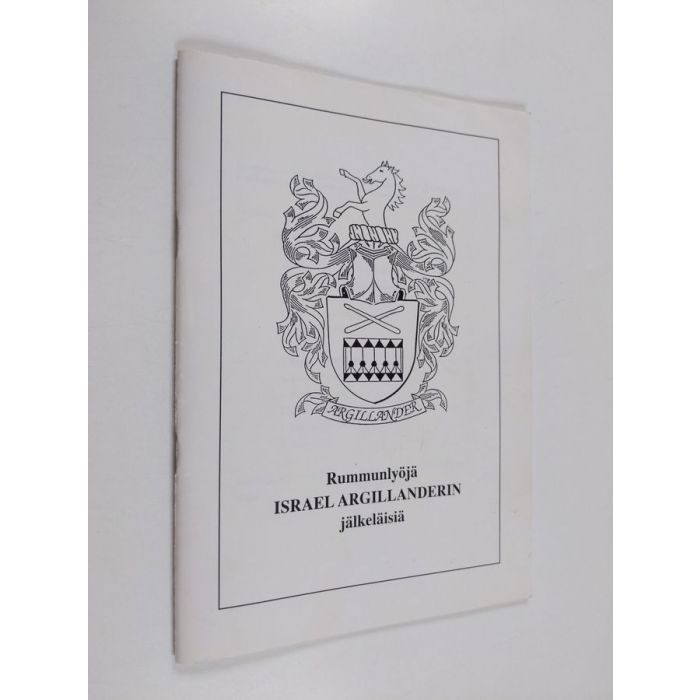 ARGILLANDER
Rummunlyöjä
ISRAEL ARGILLANDERIN
jälkeläisiä